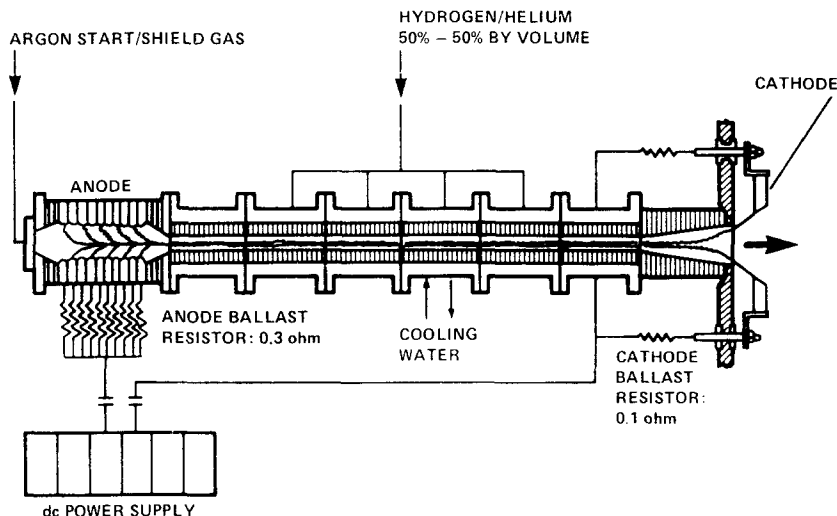 HYDROGEN/HELIUM
50% – 50% BY VOLUME
ARGON START/SHIELD GAS
CATHODE
ANODE
ANODE BALLAST
RESISTOR: 0.3 ohm
COOLING
WATER
CATHODE
BALLAST
RESISTOR:
0.1 ohm
dc POWER SUPPLY